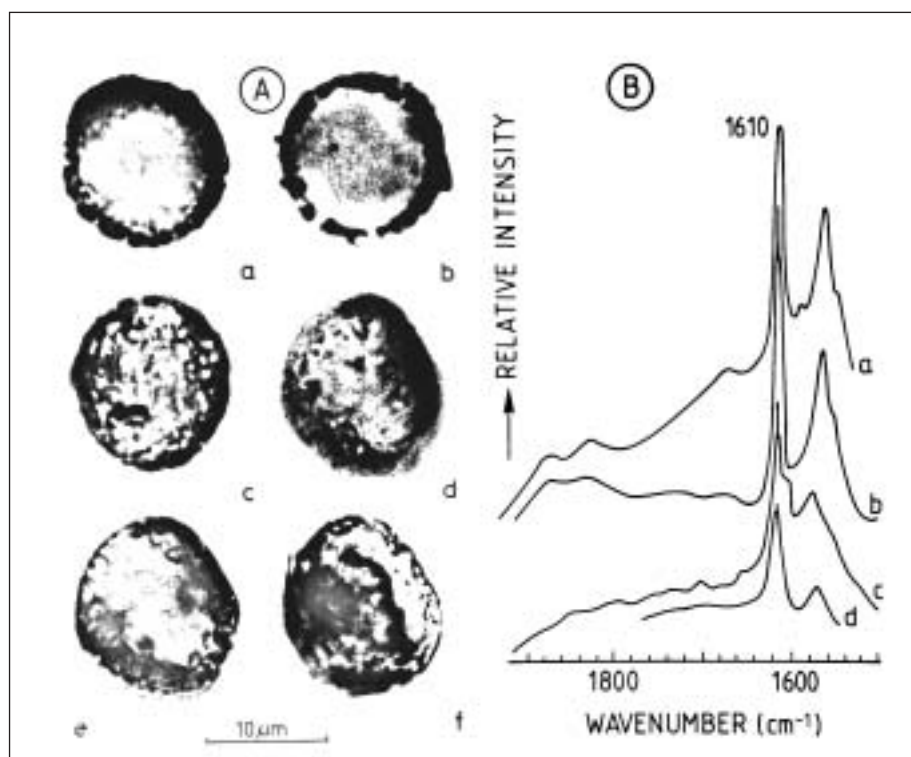 A
a
b
c
d
e
f
10 µm
B
1610
RELATIVE INTENSITY
a
b
c
d
1800
1600
WAVENUMBER (cm⁻¹)